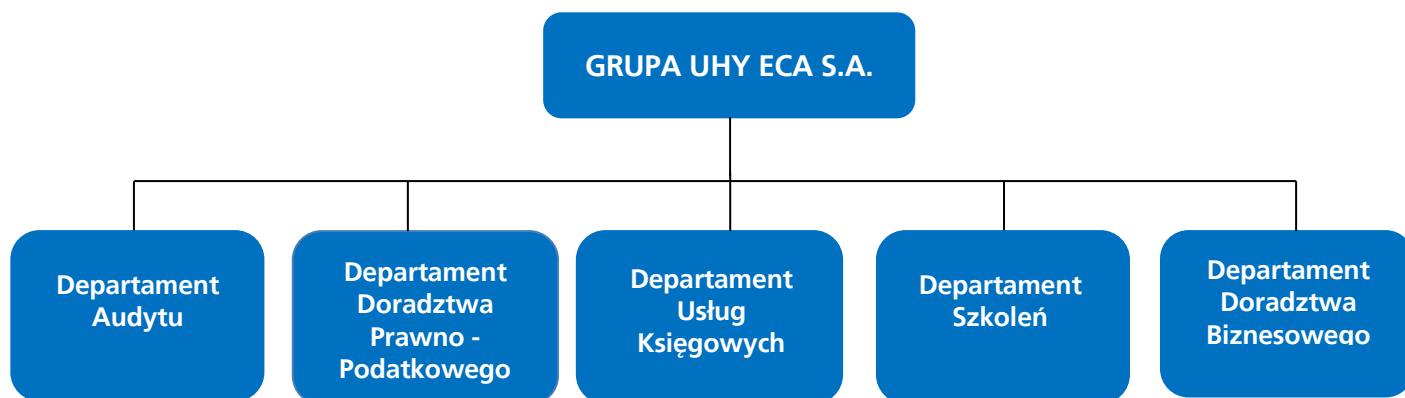 GRUPA UHY ECA S.A.
Departament
Audytu
Departament
Doradztwa
Prawno -
Podatkowego
Departament
Usług
Księgowych
Departament
Szkoleń
Departament
Doradztwa
Biznesowego